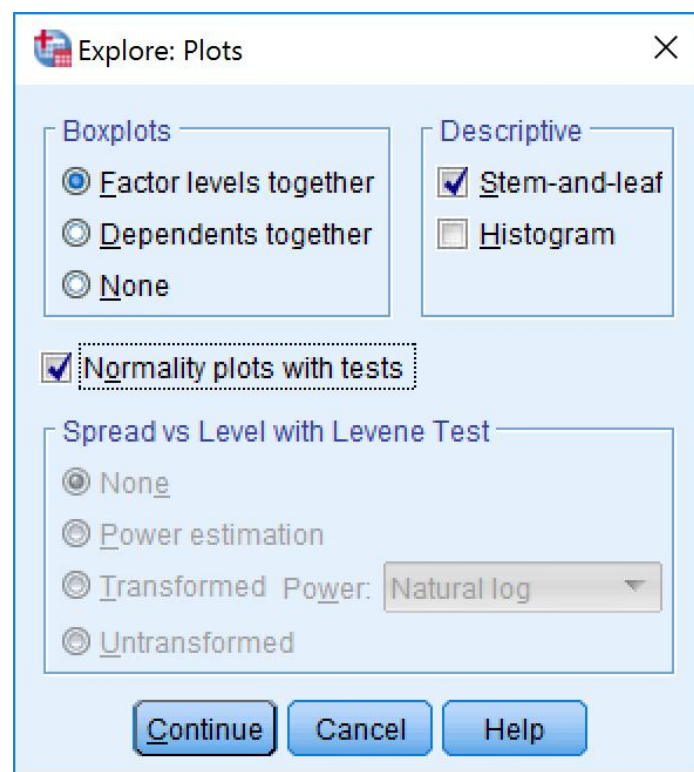 Explore: Plots
Boxplots
Factor levels together
Dependents together
None
Descriptive
Stem-and-leaf
Histogram
Normality plots with tests
Spread vs Level with Levene Test
None
Power estimation
Transformed Power: Natural log
Untransformed
Continue Cancel Help